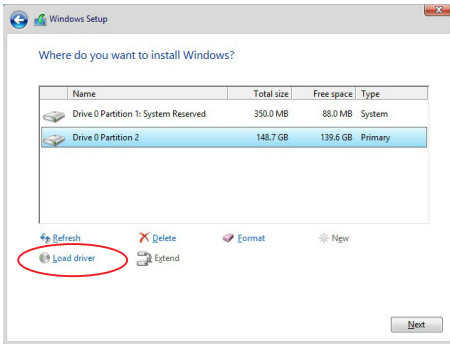 Windows Setup
Where do you want to install Windows?
Name Total size Free space Type
Drive 0 Partition 1: System Reserved 350.0 MB 88.0 MB System
Drive 0 Partition 2 148.7 GB 139.6 GB Primary
Refresh Delete Format New
Load driver Extend
Next